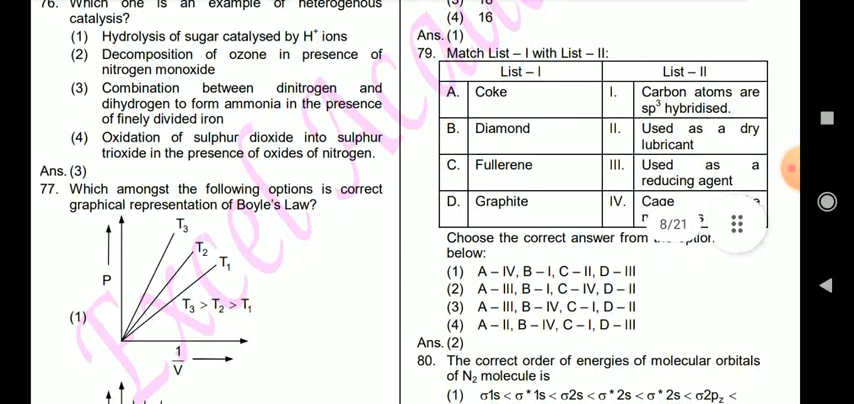 76. Which one is an example of heterogenous
catalysis?
(1) Hydrolysis of sugar catalysed by H⁺ ions
(2) Decomposition of ozone in presence of
nitrogen monoxide
(3) Combination between dinitrogen and
dihydrogen to form ammonia in the presence
of finely divided iron
(4) Oxidation of sulphur dioxide into sulphur
trioxide in the presence of oxides of nitrogen.
Ans. (3)
77. Which amongst the following options is correct
graphical representation of Boyle's Law?
(1)
P
T₃
T₂
T₁
T₃ > T₂ > T₁
1
V
(4) 16
Ans. (1)
79. Match List – I with List – II:
List – I List – II
A. Coke I. Carbon atoms are
sp³ hybridised.
B. Diamond II. Used as a dry
lubricant
C. Fullerene III. Used as a
reducing agent
D. Graphite IV. Cage
8/21
Choose the correct answer from
below:
(1) A – IV, B – I, C – II, D – III
(2) A – III, B – I, C – IV, D – II
(3) A – III, B – IV, C – I, D – II
(4) A – II, B – IV, C – I, D – III
Ans. (2)
80. The correct order of energies of molecular orbitals
of N₂ molecule is
(1) σ1s < σ*1s < σ2s < σ*2s < σ*2s < σ2p_z <
Excel Acade